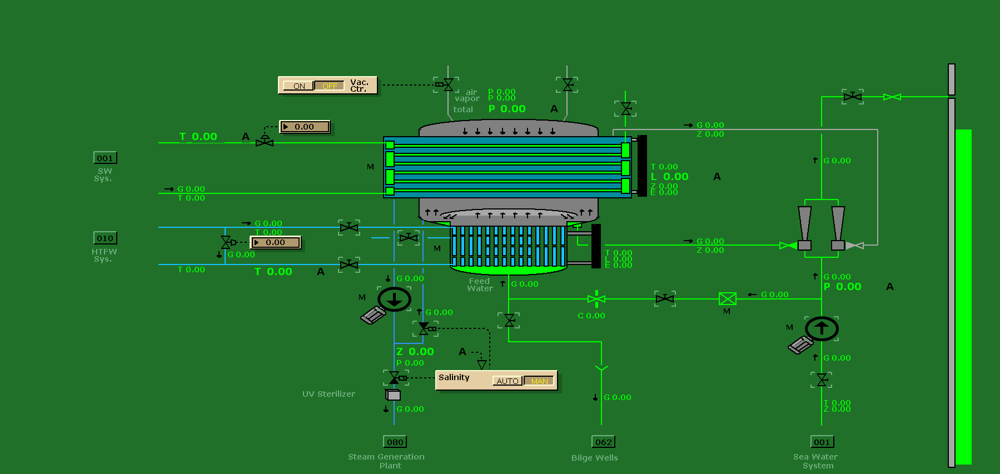 ON OFF Vac. Ctr.
air P 0.00
vapor P 0.00
total P 0.00 A
0.00
T 0.00 A
G 0.00
Z 0.00
001
SW Sys.
M
G 0.00
T 0.00
T 0.00
L 0.00 A
Z 0.00
E 0.00
G 0.00
G 0.00
T 0.00
010
HTFW Sys.
0.00
G 0.00
M
G 0.00
Z 0.00
T 0.00
L 0.00
E 0.00
T 0.00
T 0.00 A
G 0.00
Feed Water
G 0.00
G 0.00
P 0.00 A
M
G 0.00
M
G 0.00
C 0.00
M
Z 0.00
P 0.00
A
G 0.00
Salinity AUTO MAN
UV Sterilizer
G 0.00
G 0.00
T 0.00
Z 0.00
080
Steam Generation
Plant
062
Bilge Wells
001
Sea Water
System